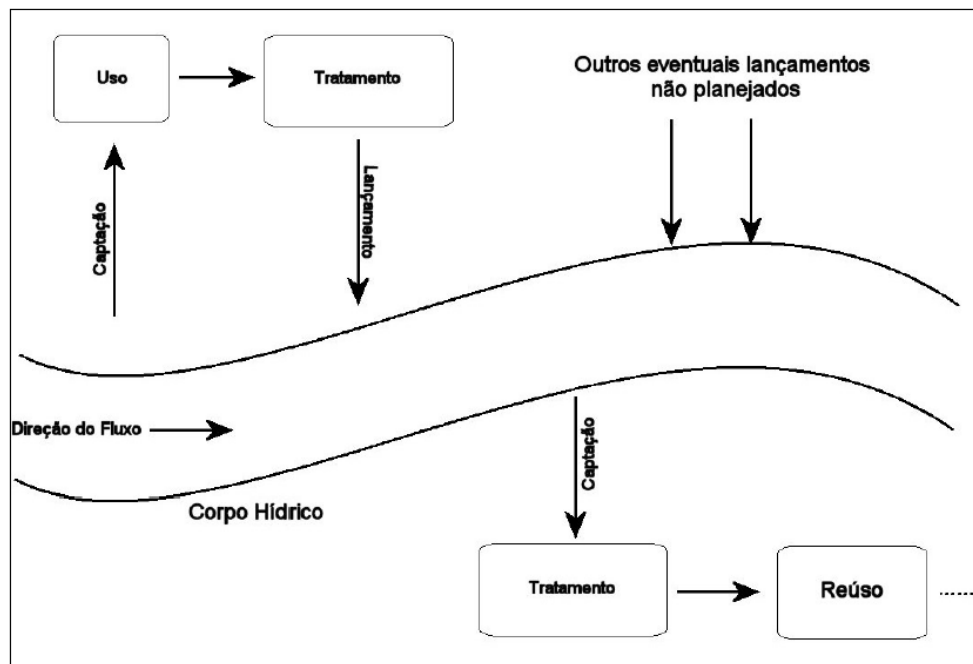 Uso
Tratamento
Outros eventuais lançamentos
não planejados
Captação
Lançamento
Direção do Fluxo
Corpo Hídrico
Captação
Tratamento
Reúso